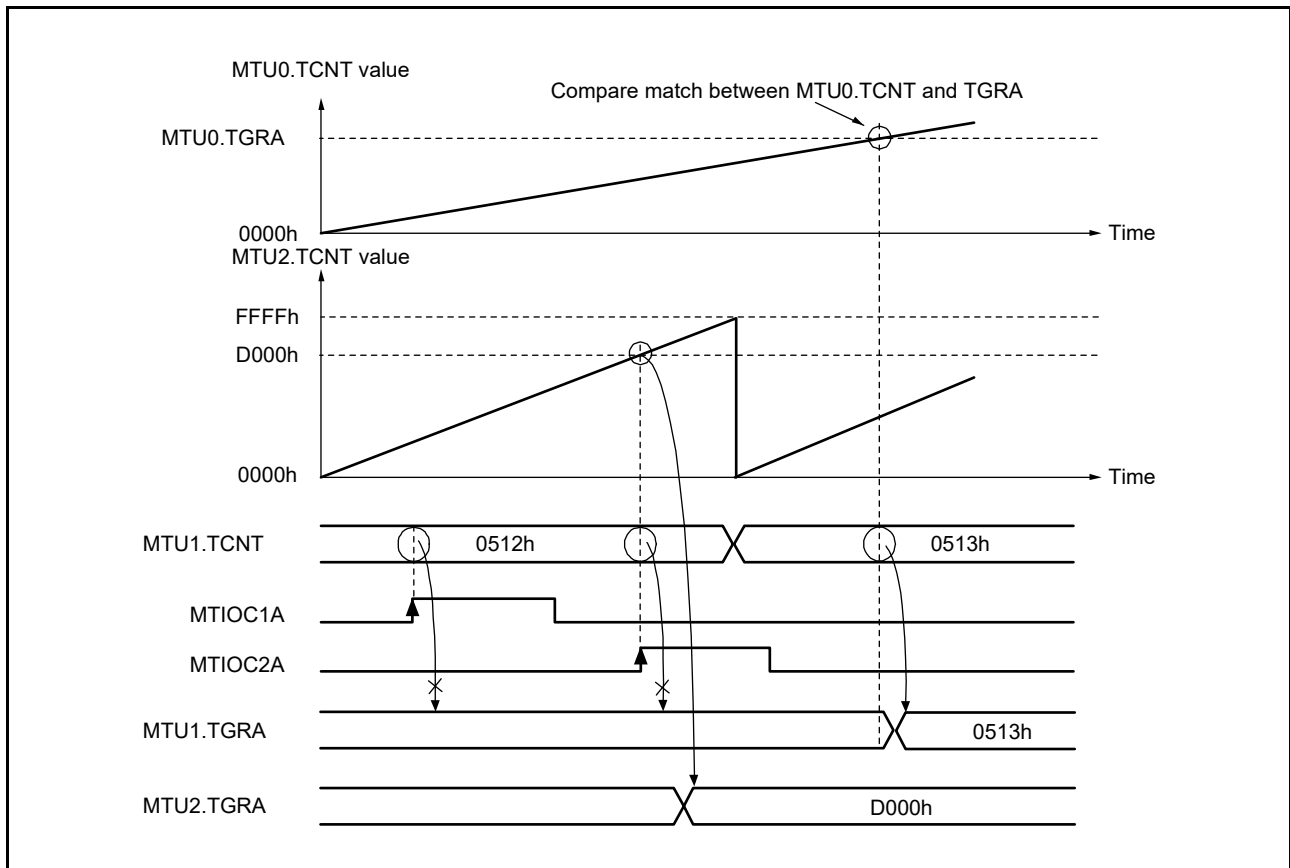 MTU0.TCNT value
Compare match between MTU0.TCNT and TGRA
MTU0.TGRA
0000h
Time
MTU2.TCNT value
FFFFh
D000h
0000h
Time
MTU1.TCNT
0512h
0513h
MTIOC1A
MTIOC2A
MTU1.TGRA
0513h
MTU2.TGRA
D000h